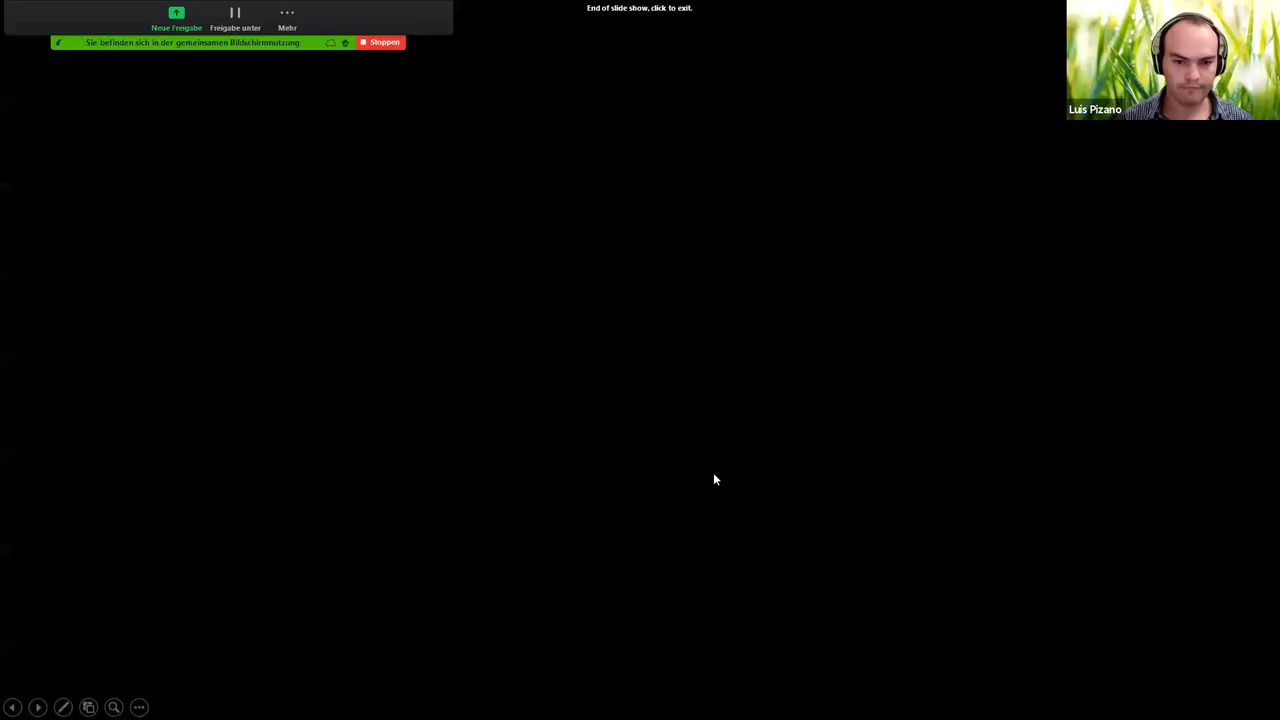 End of slide show, click to exit.
Neue Freigabe
Freigabe unter
Mehr
Sie befinden sich in der gemeinsamen Bildschirmnutzung
Stoppen
Luis Pizano